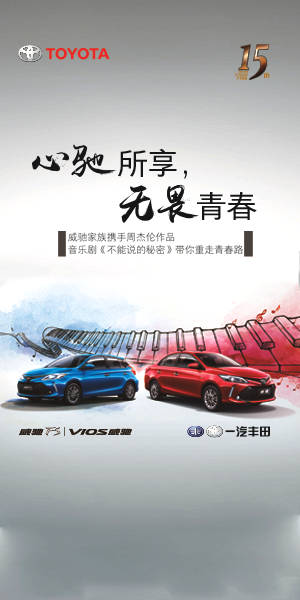 TOYOTA
15th
心驰所享，
无畏青春
威驰家族携手周杰伦作品
音乐剧《不能说的秘密》带你重走青春路
威驰FS | VIOS威驰
一汽丰田